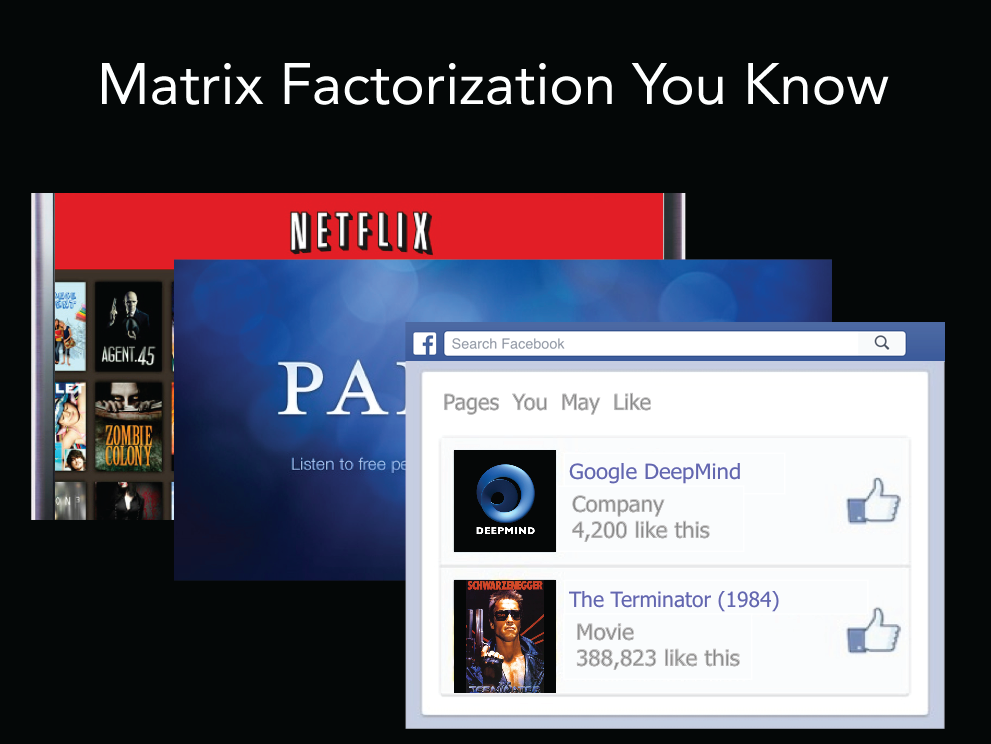 Matrix Factorization You Know
NETFLIX
AGENT.45
ZOMBIE
COLONY
PA
Listen to free pe
Search Facebook
Pages You May Like
DEEPMIND
Google DeepMind
Company
4,200 like this
SCHWARZENEGGER
The Terminator (1984)
Movie
388,823 like this